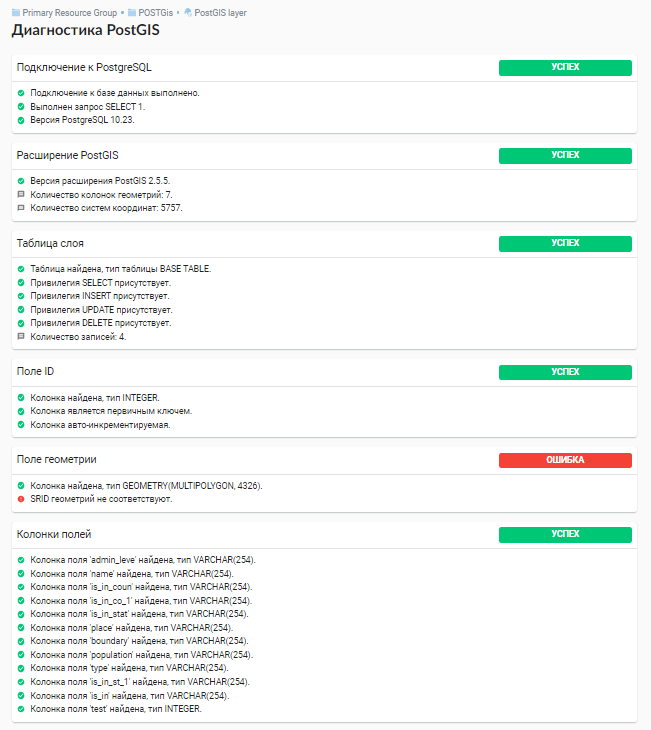 Primary Resource Group • POSTGis • PostGIS layer
Диагностика PostGIS
Подключение к PostgreSQL УСПЕХ
Подключение к базе данных выполнено.
Выполнен запрос SELECT 1.
Версия PostgreSQL 10.23.
Расширение PostGIS УСПЕХ
Версия расширения PostGIS 2.5.5.
Количество колонок геометрий: 7.
Количество систем координат: 5757.
Таблица слоя УСПЕХ
Таблица найдена, тип таблицы BASE TABLE.
Привилегия SELECT присутствует.
Привилегия INSERT присутствует.
Привилегия UPDATE присутствует.
Привилегия DELETE присутствует.
Количество записей: 4.
Поле ID УСПЕХ
Колонка найдена, тип INTEGER.
Колонка является первичным ключем.
Колонка авто-инкрементируемая.
Поле геометрии ОШИБКА
Колонка найдена, тип GEOMETRY(MULTIPOLYGON, 4326).
SRID геометрий не соответствуют.
Колонки полей УСПЕХ
Колонка поля 'admin_leve' найдена, тип VARCHAR(254).
Колонка поля 'name' найдена, тип VARCHAR(254).
Колонка поля 'is_in_coun' найдена, тип VARCHAR(254).
Колонка поля 'is_in_co_1' найдена, тип VARCHAR(254).
Колонка поля 'is_in_stat' найдена, тип VARCHAR(254).
Колонка поля 'place' найдена, тип VARCHAR(254).
Колонка поля 'boundary' найдена, тип VARCHAR(254).
Колонка поля 'population' найдена, тип VARCHAR(254).
Колонка поля 'type' найдена, тип VARCHAR(254).
Колонка поля 'is_in_st_1' найдена, тип VARCHAR(254).
Колонка поля 'is_in' найдена, тип VARCHAR(254).
Колонка поля 'test' найдена, тип INTEGER.